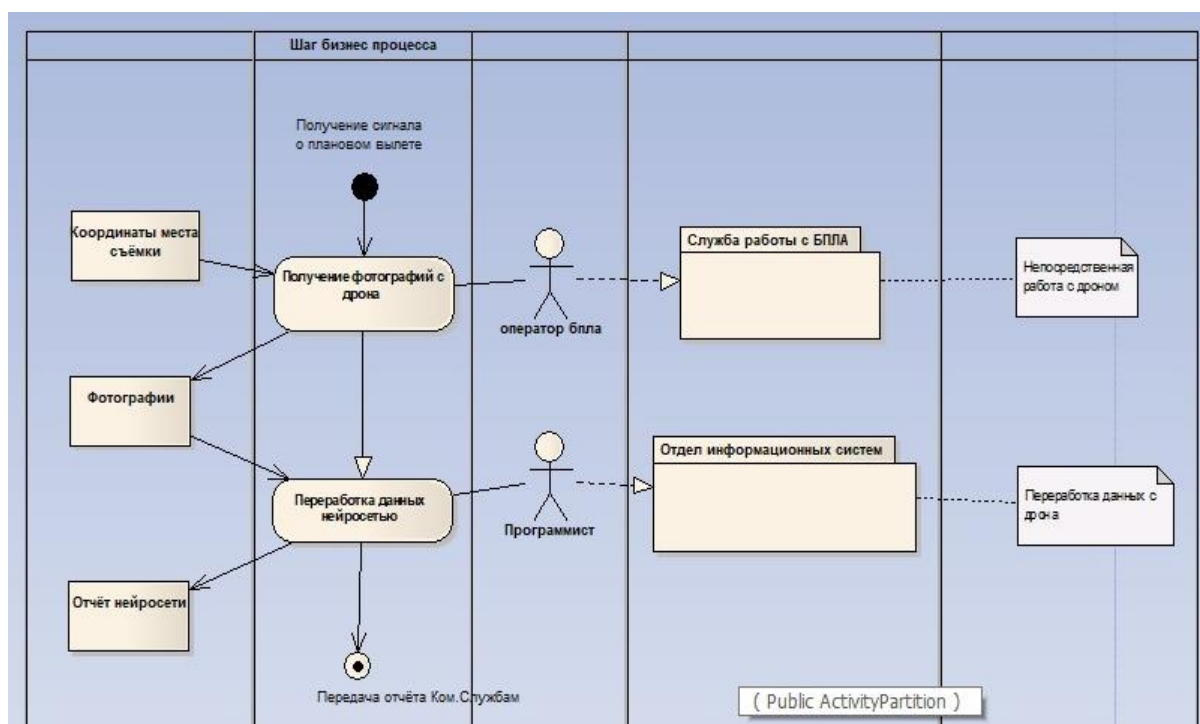 Шаг бизнес процесса
Получение сигнала
о плановом вылете
Координаты места
съёмки
Получение фотографий с
дрона
оператор бпла
Служба работы с БПЛА
Непосредственная
работа с дроном
Фотографии
Переработка данных
нейросетью
Программист
Отдел информационных систем
Переработка данных с
дрона
Отчёт нейросети
Передача отчёта Ком.Службам
( Public ActivityPartition )